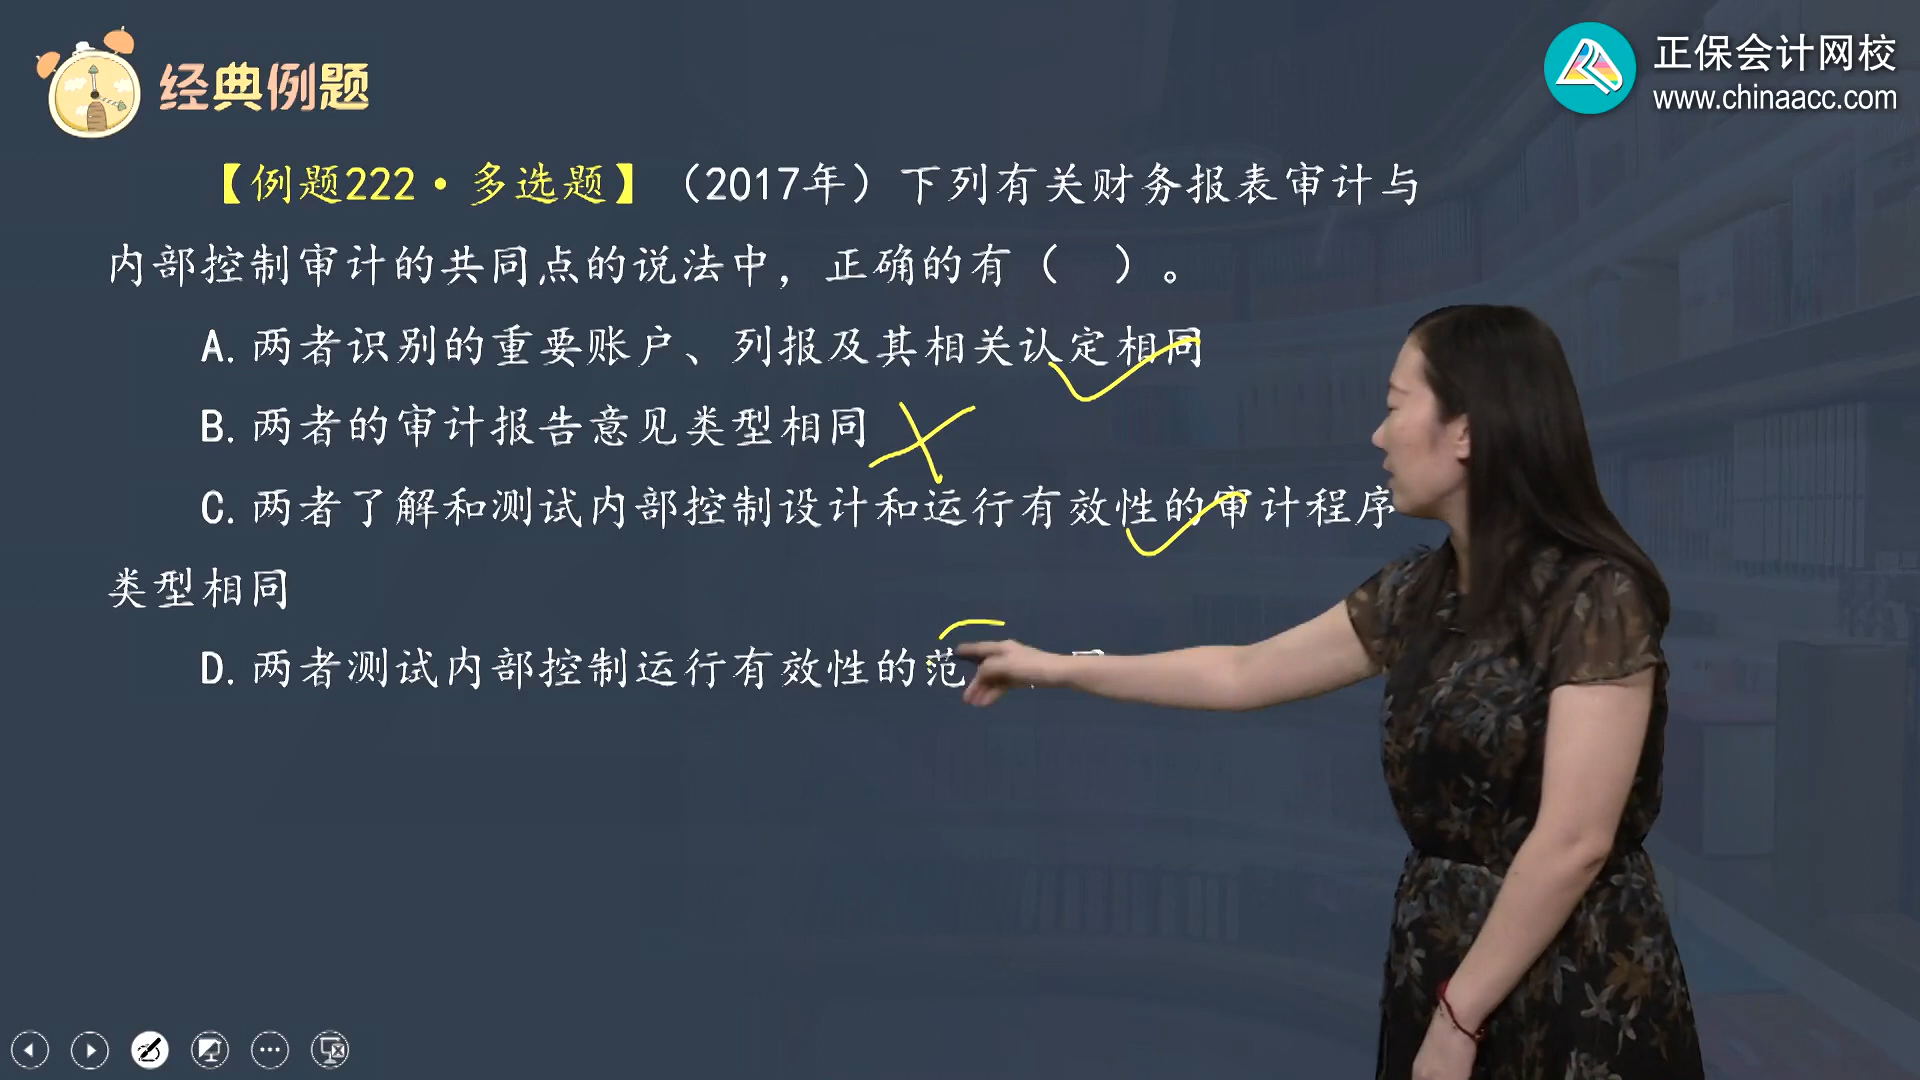 经典例题
正保会计网校
www.chinaacc.com
【例题222·多选题】（2017年）下列有关财务报表审计与
内部控制审计的共同点的说法中，正确的有（　）。
A.两者识别的重要账户、列报及其相关认定相同
B.两者的审计报告意见类型相同
C.两者了解和测试内部控制设计和运行有效性的审计程序
类型相同
D.两者测试内部控制运行有效性的范